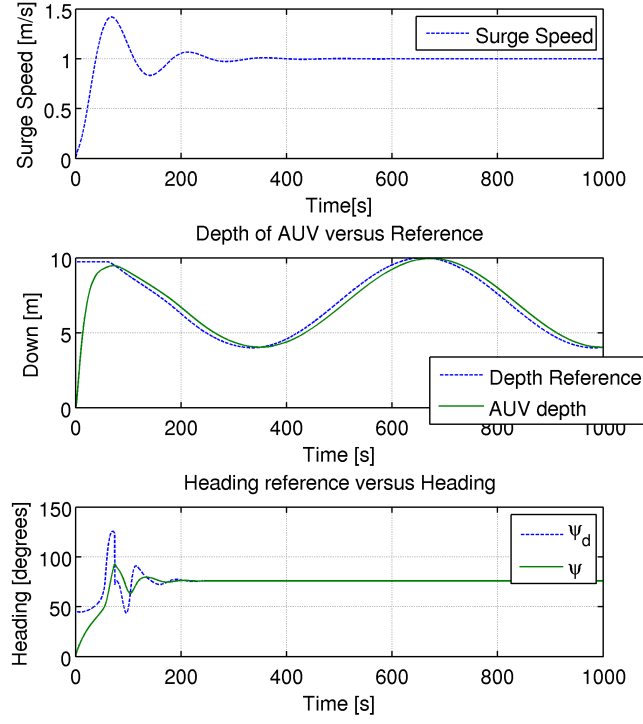 1.5
1
0.5
0
Surge Speed [m/s]
Surge Speed
0 200 400 600 800 1000
Time[s]
Depth of AUV versus Reference
10
5
0
Down [m]
Depth Reference
AUV depth
0 200 400 600 800 1000
Time [s]
Heading reference versus Heading
150
100
50
0
Heading [degrees]
ψd
ψ
0 200 400 600 800 1000
Time [s]